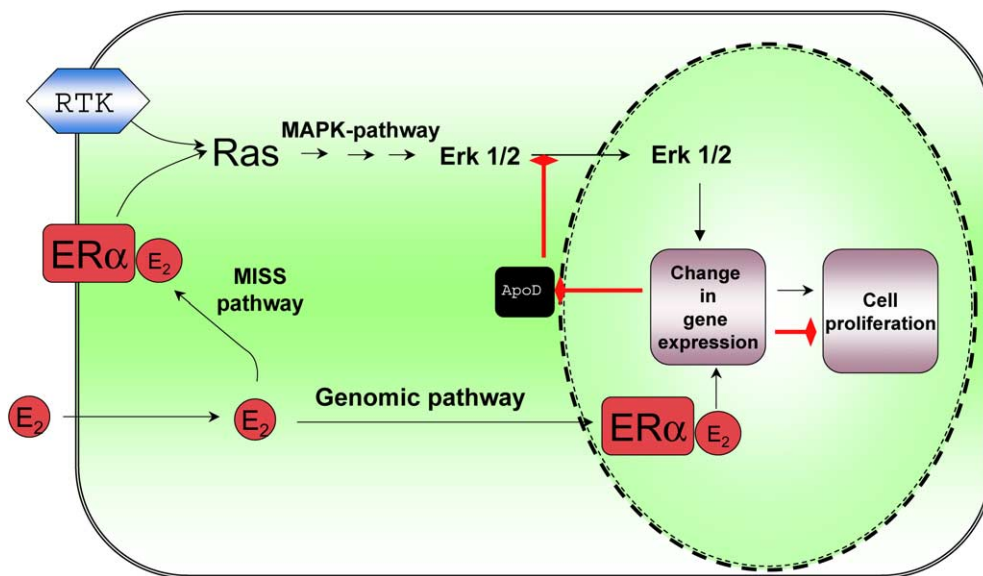 RTK
MAPK-pathway
Ras
Erk 1/2
Erk 1/2
ERα
E₂
MISS
pathway
ApoD
Change
in
gene
expression
Cell
proliferation
E₂
E₂
Genomic pathway
ERα
E₂